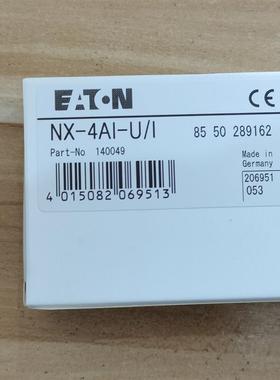 EATON
CE
NX-4AI-U/I
85 50 289162
Part-No 140049
Made in
Germany
4 015082 069513
206951
053